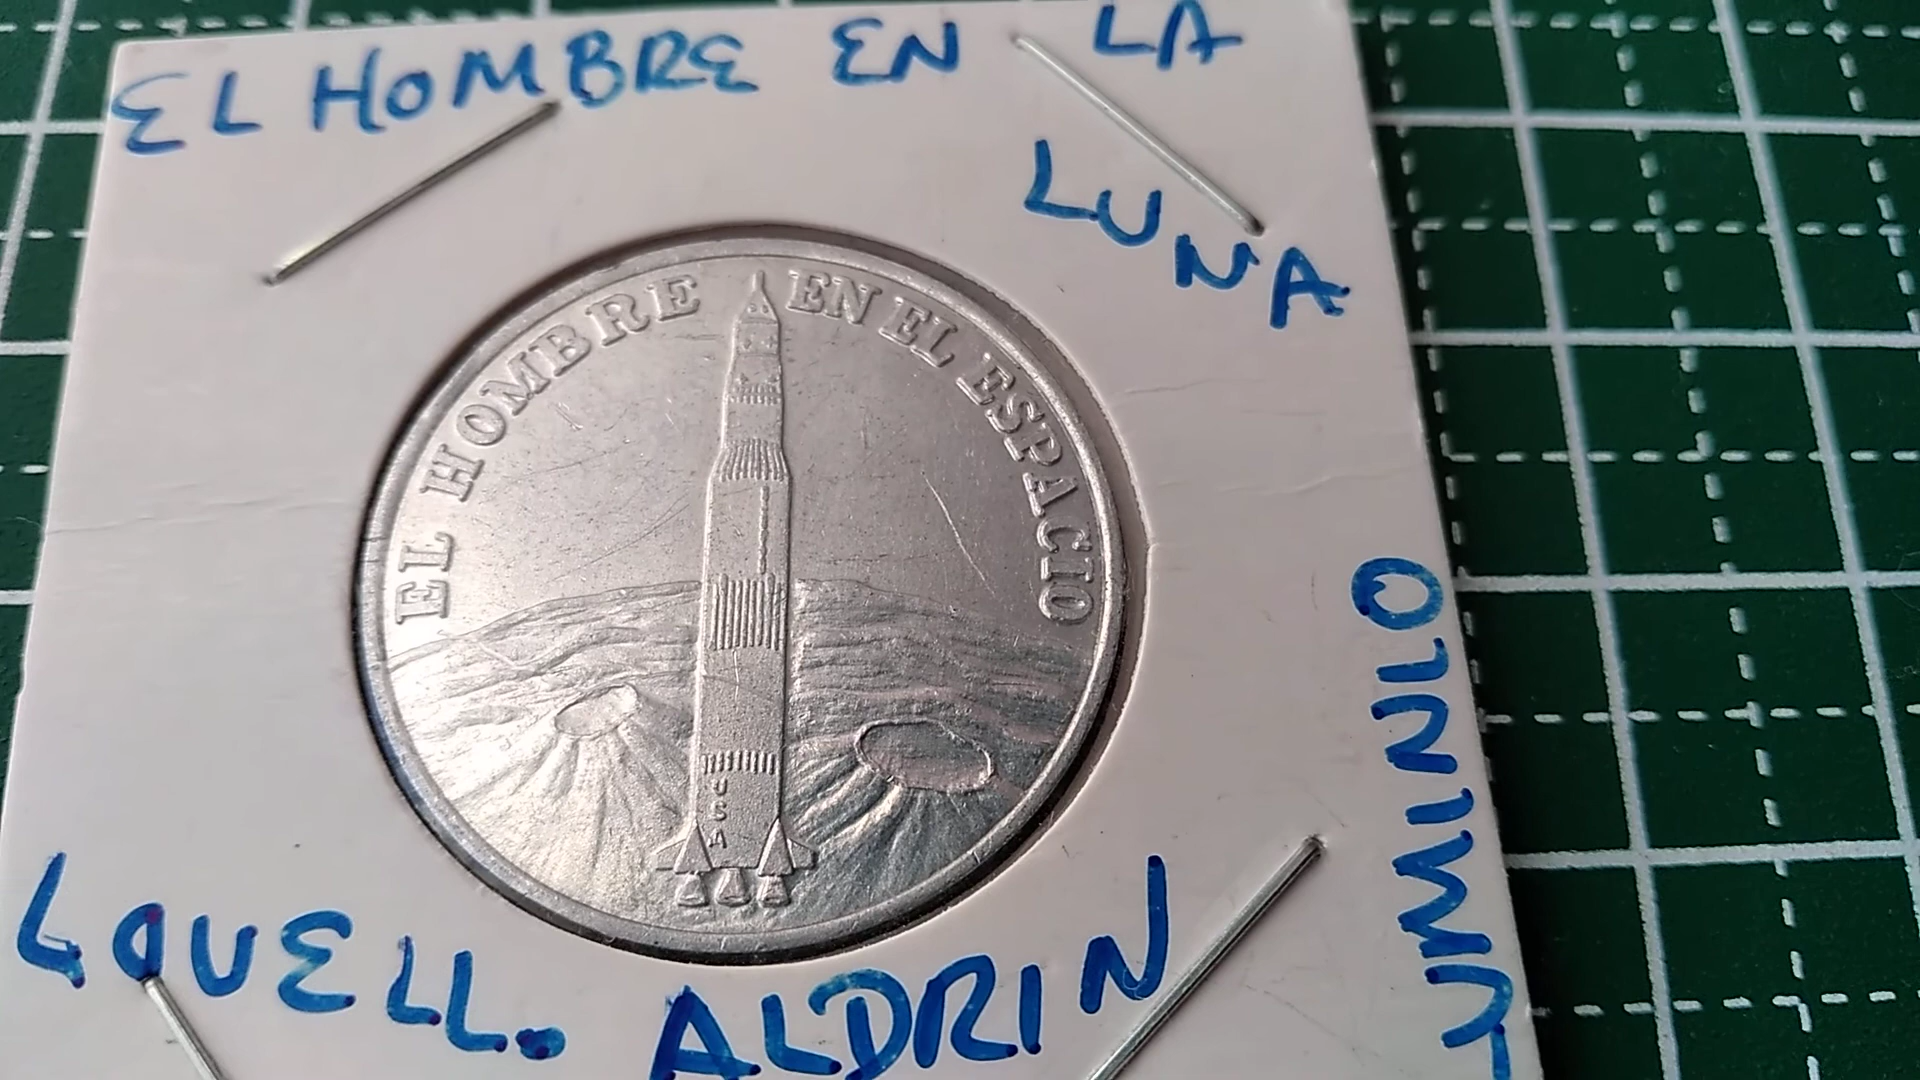 EL HOMBRE EN LA
LUNA
EL HOMBRE EN EL ESPACIO
USA
LOVELL. ALDRIN